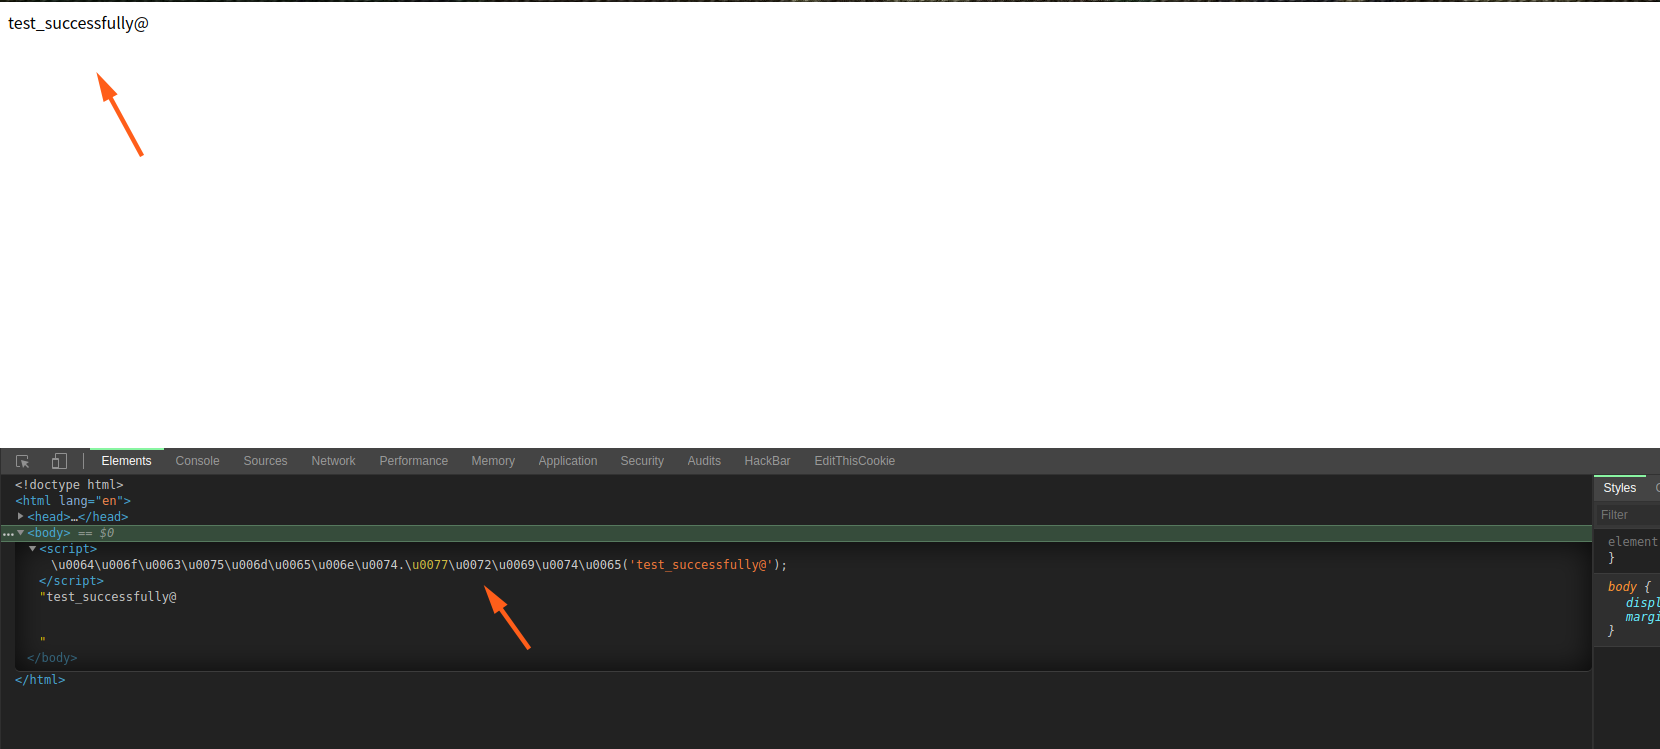 test_successfully@
Elements Console Sources Network Performance Memory Application Security Audits HackBar EditThisCookie
<!doctype html>
<html lang="en">
<head>…</head>
<body> == $0
<script>
\u0064\u006f\u0063\u0075\u006d\u0065\u006e\u0074.\u0077\u0072\u0069\u0074\u0065('test_successfully@');
</script>
"test_successfully@
"
</body>
</html>
Styles
Filter
element
}
body {
displ
margi
}